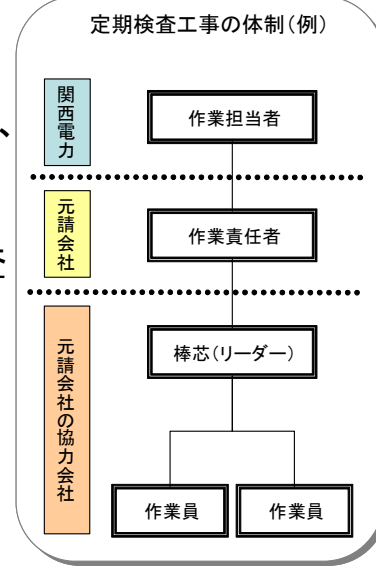 定期検査工事の体制(例)
関西電力
作業担当者
元請会社
作業責任者
元請会社の協力会社
棒芯(リーダー)
作業員
作業員